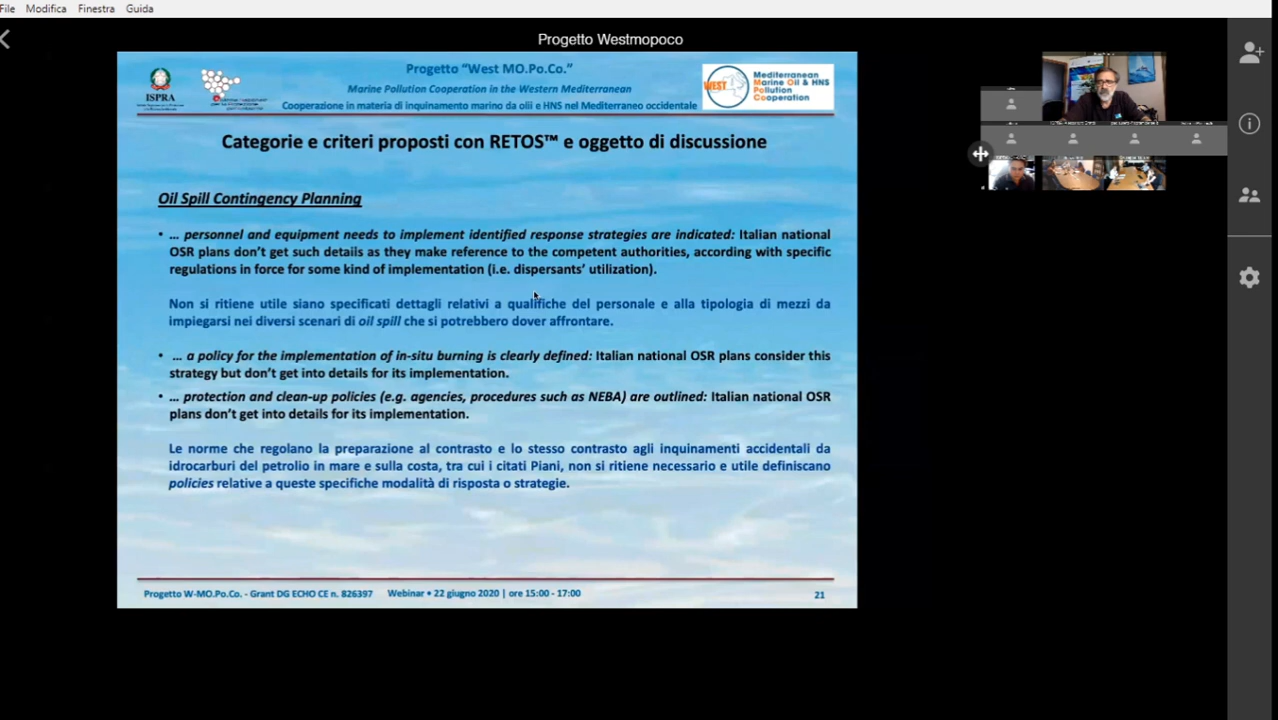 File Modifica Finestra Guida
Progetto Westmopoco
Progetto “West MO.Po.Co.”
Marine Pollution Cooperation in the Western Mediterranean
Cooperazione in materia di inquinamento marino da olii e HNS nel Mediterraneo occidentale
ISPRA
WEST
Mediterranean
Marine Oil & HNS
Pollution
Cooperation
Categorie e criteri proposti con RETOS™ e oggetto di discussione
Oil Spill Contingency Planning
• … personnel and equipment needs to implement identified response strategies are indicated: Italian national
OSR plans don’t get such details as they make reference to the competent authorities, according with specific
regulations in force for some kind of implementation (i.e. dispersants’ utilization).
Non si ritiene utile siano specificati dettagli relativi a qualifiche del personale e alla tipologia di mezzi da
impiegarsi nei diversi scenari di oil spill che si potrebbero dover affrontare.
• … a policy for the implementation of in-situ burning is clearly defined: Italian national OSR plans consider this
strategy but don’t get into details for its implementation.
• … protection and clean-up policies (e.g. agencies, procedures such as NEBA) are outlined: Italian national OSR
plans don’t get into details for its implementation.
Le norme che regolano la preparazione al contrasto e lo stesso contrasto agli inquinamenti accidentali da
idrocarburi del petrolio in mare e sulla costa, tra cui i citati Piani, non si ritiene necessario e utile definiscano
policies relative a queste specifiche modalità di risposta o strategie.
Progetto W-MO.Po.Co. - Grant DG ECHO CE n. 826397 Webinar • 22 giugno 2020 | ore 15:00 - 17:00 21